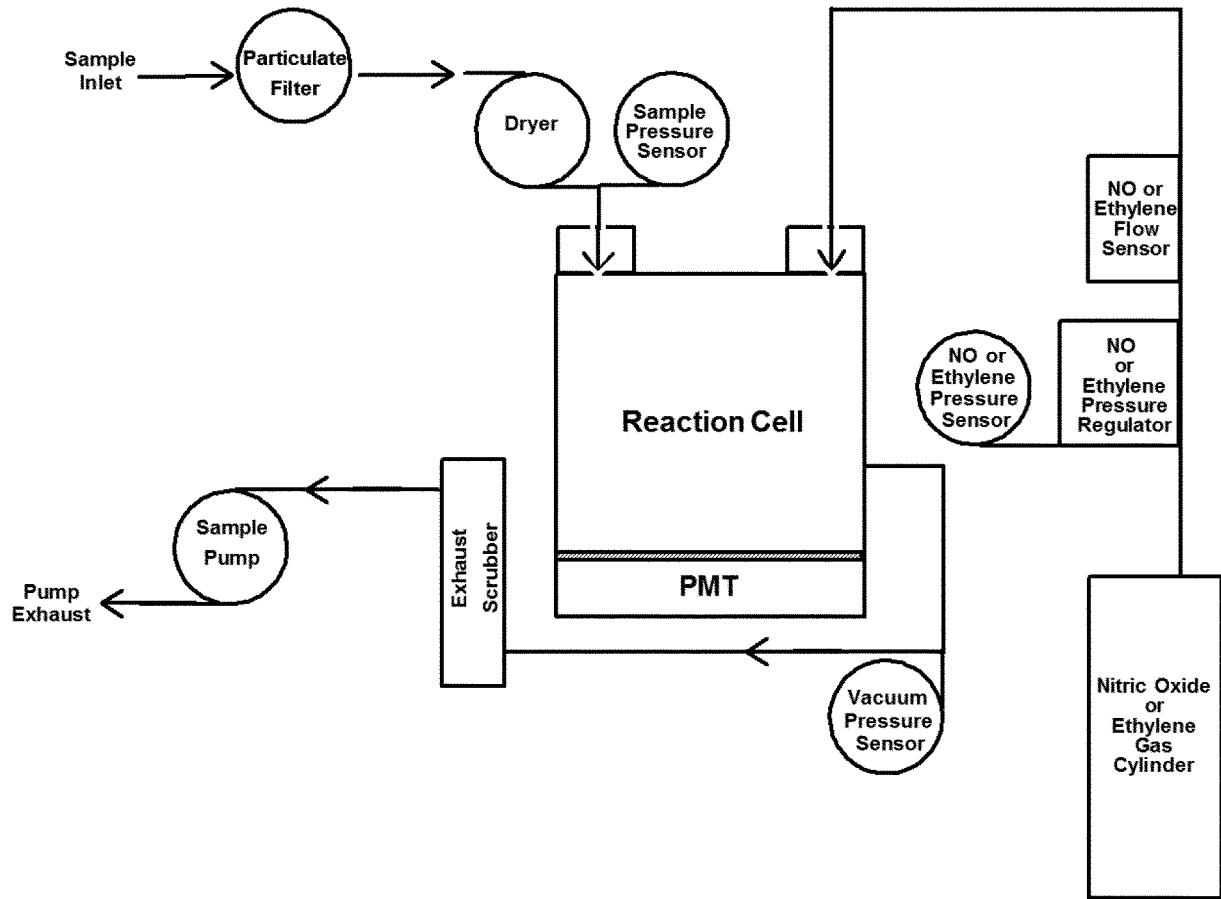 Sample
Inlet
Particulate
Filter
Dryer
Sample
Pressure
Sensor
NO or
Ethylene
Flow
Sensor
NO or
Ethylene
Pressure
Sensor
NO
or
Ethylene
Pressure
Regulator
Reaction Cell
PMT
Exhaust
Scrubber
Sample
Pump
Pump
Exhaust
Vacuum
Pressure
Sensor
Nitric Oxide
or
Ethylene
Gas
Cylinder